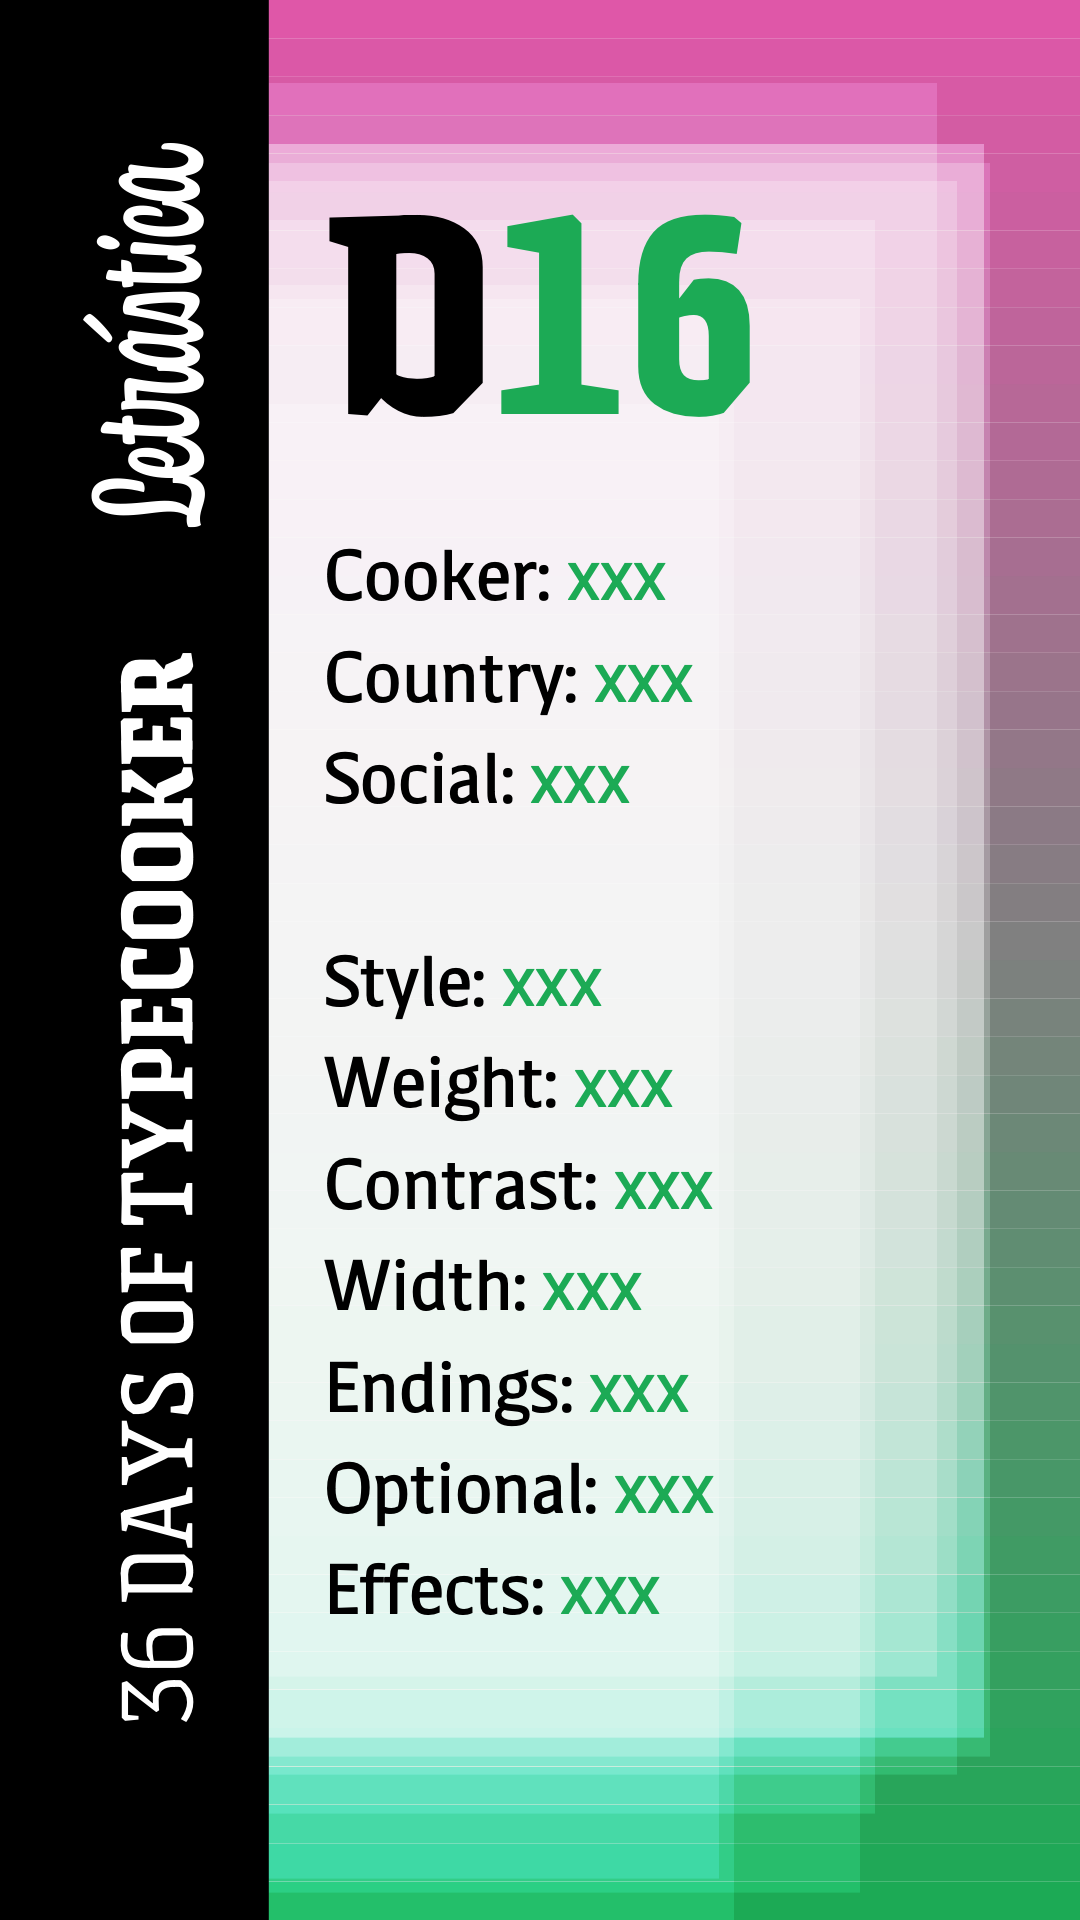 Letrástica
36 DAYS OF TYPECOOKER
D16
Cooker: xxx
Country: xxx
Social: xxx
Style: xxx
Weight: xxx
Contrast: xxx
Width: xxx
Endings: xxx
Optional: xxx
Effects: xxx